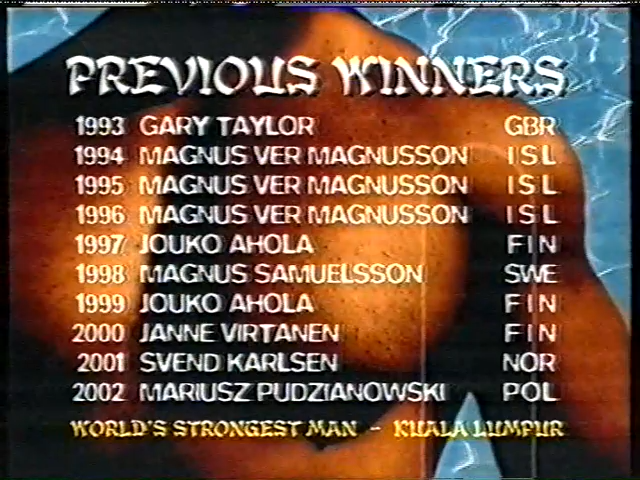 PREVIOUS WINNERS
1993 GARY TAYLOR GBR
1994 MAGNUS VER MAGNUSSON ISL
1995 MAGNUS VER MAGNUSSON ISL
1996 MAGNUS VER MAGNUSSON ISL
1997 JOUKO AHOLA FIN
1998 MAGNUS SAMUELSSON SWE
1999 JOUKO AHOLA FIN
2000 JANNE VIRTANEN FIN
2001 SVEND KARLSEN NOR
2002 MARIUSZ PUDZIANOWSKI POL
WORLD'S STRONGEST MAN - KUALA LUMPUR